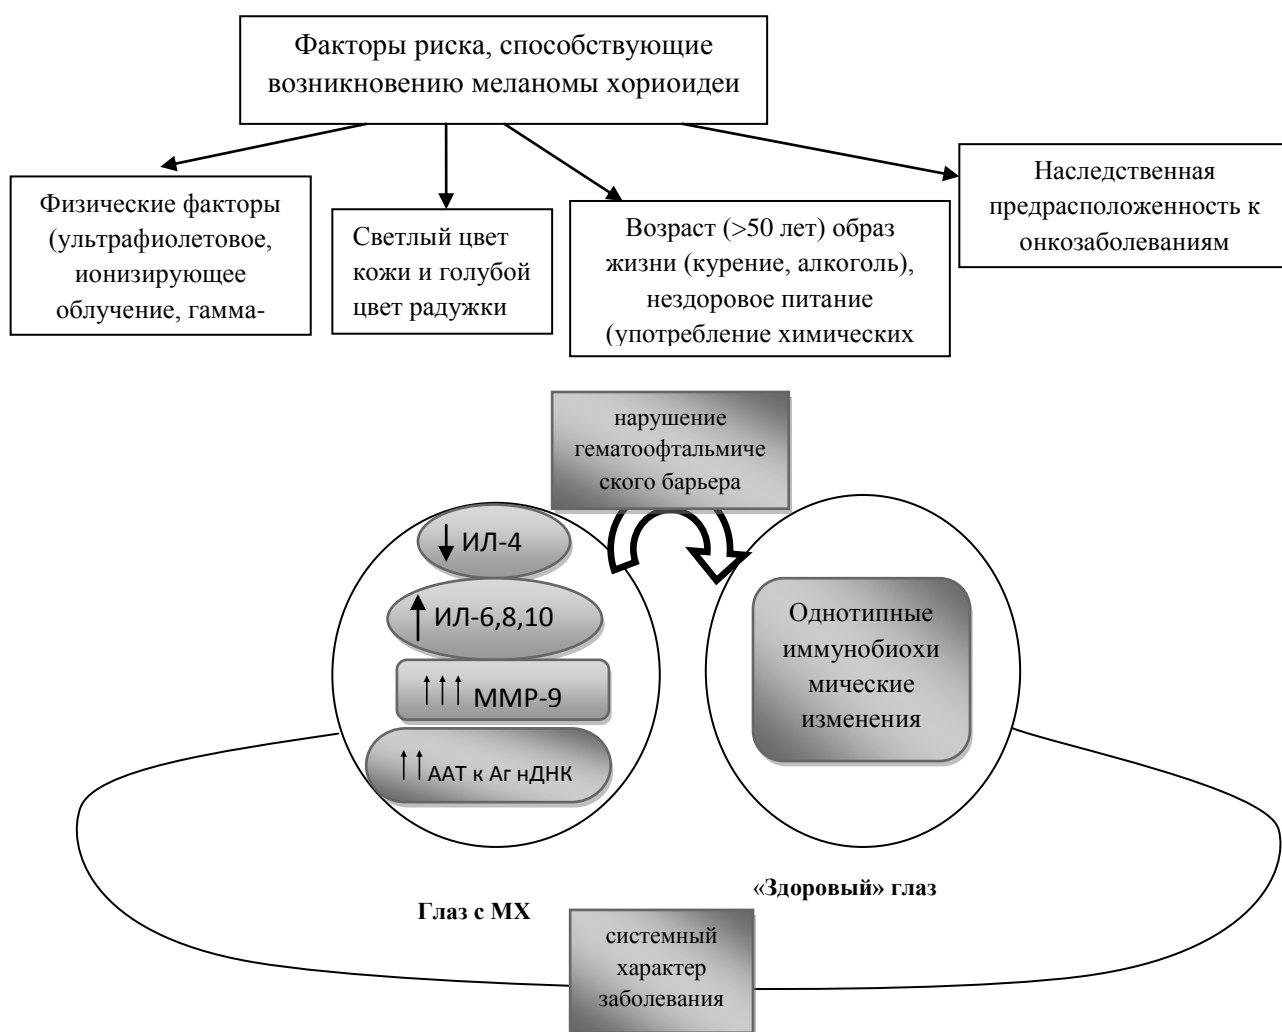 Факторы риска, способствующие
возникновению меланомы хориоидеи
Физические факторы
(ультрафиолетовое,
ионизирующее
облучение, гамма-
Светлый цвет
кожи и голубой
цвет радужки
Возраст (>50 лет) образ
жизни (курение, алкоголь),
нездоровое питание
(употребление химических
Наследственная
предрасположенность к
онкозаболеваниям
нарушение
гематоофтальмиче
ского барьера
↓ ИЛ-4
↑ ИЛ-6,8,10
↑↑↑ ММР-9
↑↑ ААТ к Аг нДНК
Однотипные
иммунобиохи
мические
изменения
Глаз с МХ
«Здоровый» глаз
системный
характер
заболевания